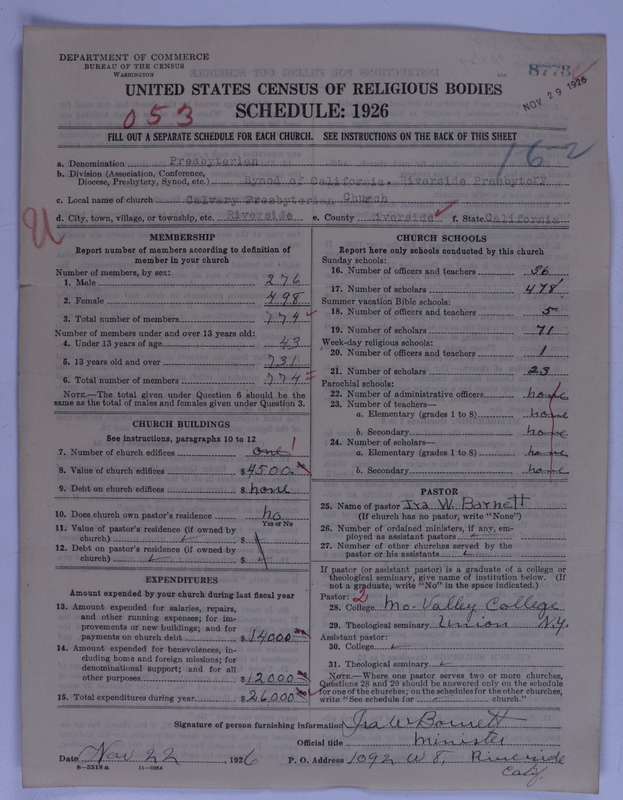 DEPARTMENT OF COMMERCE
BUREAU OF THE CENSUS
WASHINGTON
8773
NOV 29 1926
UNITED STATES CENSUS OF RELIGIOUS BODIES
SCHEDULE: 1926
053
FILL OUT A SEPARATE SCHEDULE FOR EACH CHURCH. SEE INSTRUCTIONS ON THE BACK OF THIS SHEET
162
a. Denomination Presbyterian
b. Division (Association, Conference,
Diocese, Presbytery, Synod, etc.) Synod of California. Riverside Presbytery
c. Local name of church Calvary Presbyterian Church
d. City, town, village, or township, etc. Riverside e. County Riverside f. State California
MEMBERSHIP
Report number of members according to definition of
member in your church
Number of members, by sex:
1. Male 276
2. Female 498
3. Total number of members 774
Number of members under and over 13 years old:
4. Under 13 years of age 43
5. 13 years old and over 731
6. Total number of members 774
NOTE.—The total given under Question 6 should be the
same as the total of males and females given under Question 3.
CHURCH BUILDINGS
See instructions, paragraphs 10 to 12
7. Number of church edifices one 1
8. Value of church edifices $4500
9. Debt on church edifices $ none
10. Does church own pastor's residence no
Yes or No
11. Value of pastor's residence (if owned by
church) $
12. Debt on pastor's residence (if owned by
church) $
EXPENDITURES
Amount expended by your church during last fiscal year
13. Amount expended for salaries, repairs,
and other running expenses; for im-
provements or new buildings; and for
payments on church debt $14000
14. Amount expended for benevolences, in-
cluding home and foreign missions; for
denominational support; and for all
other purposes $12000
15. Total expenditures during year $26000
CHURCH SCHOOLS
Report here only schools conducted by this church
Sunday schools:
16. Number of officers and teachers 56
17. Number of scholars 478
Summer vacation Bible schools:
18. Number of officers and teachers 5
19. Number of scholars 71
Week-day religious schools:
20. Number of officers and teachers 1
21. Number of scholars 23
Parochial schools:
22. Number of administrative officers none
23. Number of teachers—
a. Elementary (grades 1 to 8) none
b. Secondary none
24. Number of scholars—
a. Elementary (grades 1 to 8) none
b. Secondary none
PASTOR
25. Name of pastor Ira W. Barnett
(If church has no pastor, write "None")
26. Number of ordained ministers, if any, em-
ployed as assistant pastors
27. Number of other churches served by the
pastor or his assistants
If pastor (or assistant pastor) is a graduate of a college or
theological seminary, give name of institution below. (If
not a graduate, write "No" in the space indicated.)
Pastor: 2
28. College Mo. Valley College
29. Theological seminary Union N.Y.
Assistant pastor:
30. College
31. Theological seminary
NOTE.—Where one pastor serves two or more churches,
Questions 28 and 29 should be answered only on the schedule
for one of the churches; on the schedules for the other churches,
write "See schedule for church."
Signature of person furnishing information Ira W Barnett
Official title Minister
Date Nov 22, 1926 P. O. Address 1092 W 8, Riverside
Calif.
8—5518a 11—9254